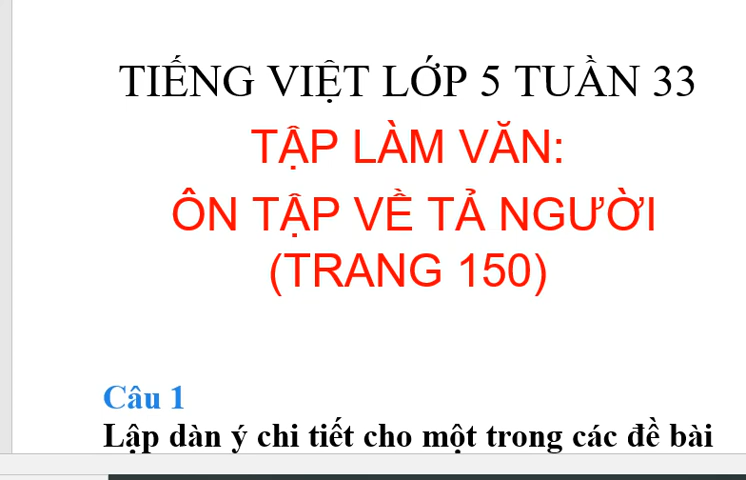 TIẾNG VIỆT LỚP 5 TUẦN 33
TẬP LÀM VĂN:
ÔN TẬP VỀ TẢ NGƯỜI
(TRANG 150)
Câu 1
Lập dàn ý chi tiết cho một trong các đề bài